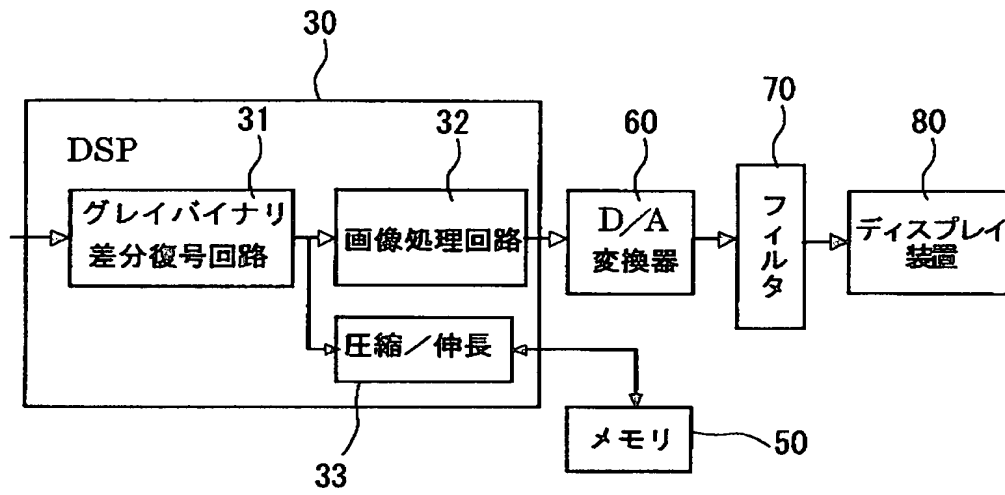 30
DSP
31
グレイバイナリ
差分復号回路
32
画像処理回路
60
D/A
変換器
70
フィルタ
80
ディスプレイ
装置
圧縮／伸長
33
メモリ
50